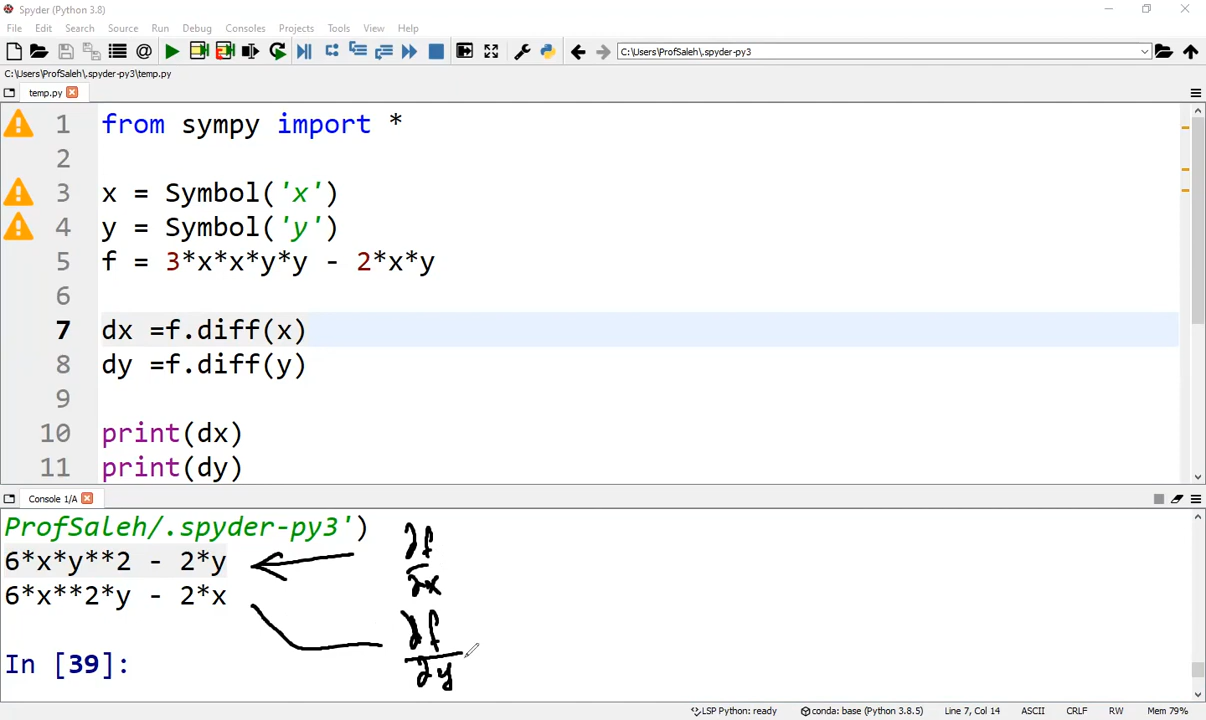 Spyder (Python 3.8)
File Edit Search Source Run Debug Consoles Projects Tools View Help
C:\Users\ProfSaleh\.spyder-py3
C:\Users\ProfSaleh\.spyder-py3\temp.py
temp.py
1 from sympy import *
2
3 x = Symbol('x')
4 y = Symbol('y')
5 f = 3*x*x*y*y - 2*x*y
6
7 dx =f.diff(x)
8 dy =f.diff(y)
9
10 print(dx)
11 print(dy)
Console 1/A
ProfSaleh/.spyder-py3')
6*x*y**2 - 2*y
6*x**2*y - 2*x
∂f
∂x
∂f
∂y
In [39]:
LSP Python: ready conda: base (Python 3.8.5) Line 7, Col 14 ASCII CRLF RW Mem 79%